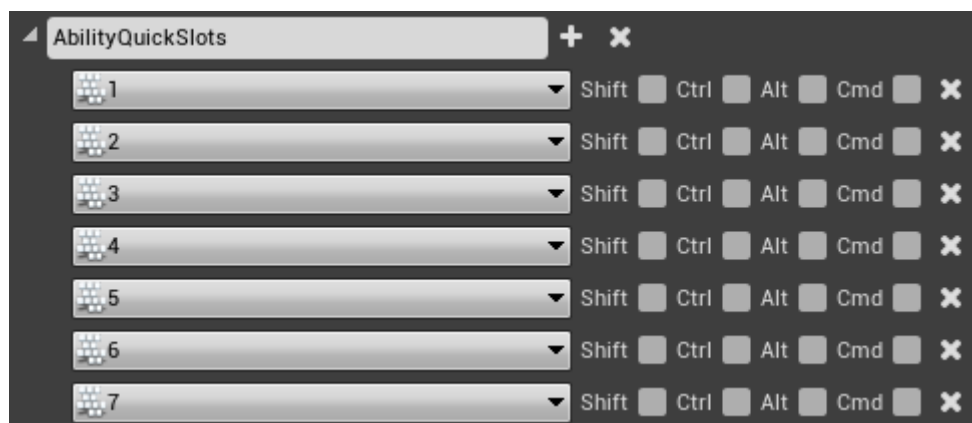 AbilityQuickSlots
1 Shift Ctrl Alt Cmd
2 Shift Ctrl Alt Cmd
3 Shift Ctrl Alt Cmd
4 Shift Ctrl Alt Cmd
5 Shift Ctrl Alt Cmd
6 Shift Ctrl Alt Cmd
7 Shift Ctrl Alt Cmd